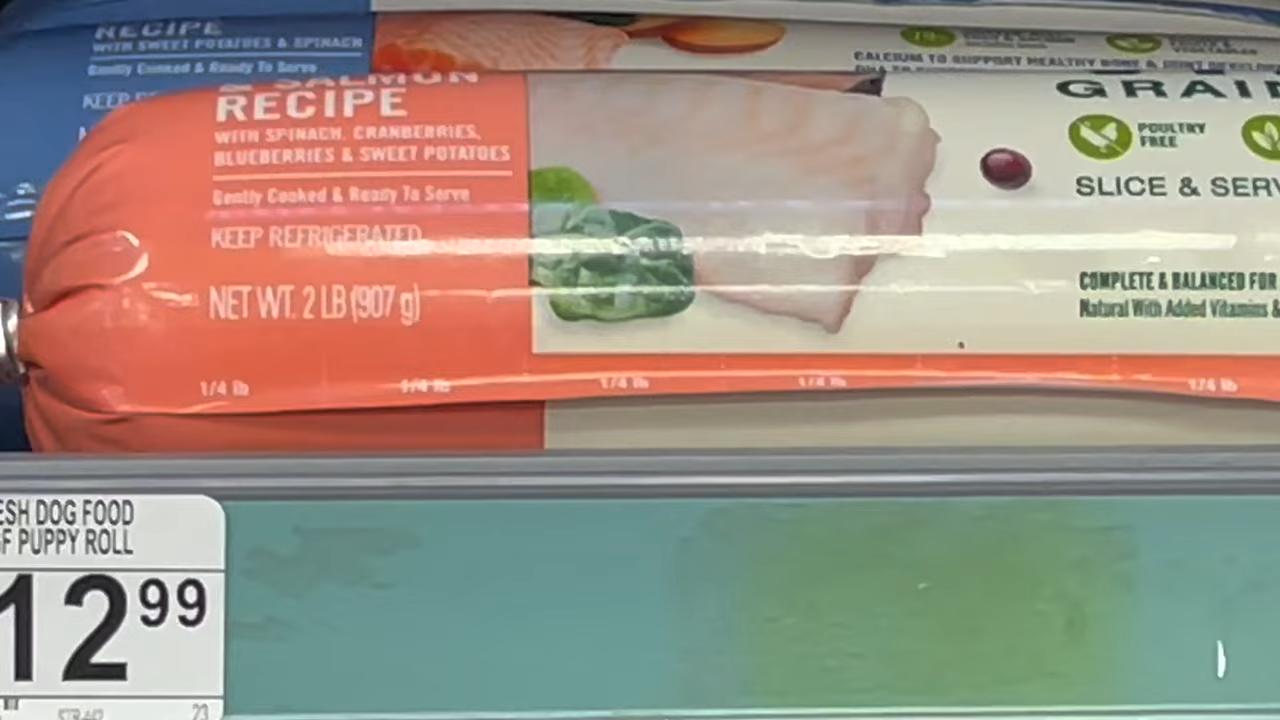 RECIPE
WITH SWEET POTATOES & SPINACH
Gently Cooked & Ready To Serve
KEEP
CALCIUM TO SUPPORT HEALTHY BONE & JOINT
& SALMON
RECIPE
WITH SPINACH, CRANBERRIES,
BLUEBERRIES & SWEET POTATOES
Gently Cooked & Ready To Serve
KEEP REFRIGERATED
NET WT. 2 LB (907 g)
1/4 lb
1/4 lb
1/4 lb
1/4 lb
1/4 lb
GRAI
POULTRY
FREE
SLICE & SERV
COMPLETE & BALANCED FOR
Natural With Added Vitamins &
ESH DOG FOOD
F PUPPY ROLL
12 99
23